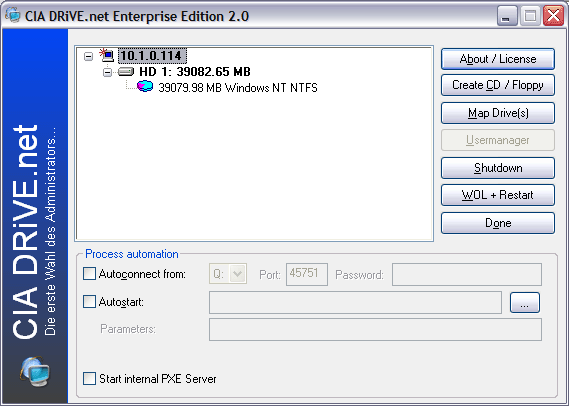 CIA DRiVE.net Enterprise Edition 2.0
10.1.0.114
HD 1: 39082.65 MB
39079.98 MB Windows NT NTFS
About / License
Create CD / Floppy
Map Drive(s)
Usermanager
Shutdown
WOL + Restart
Done
CIA DRiVE.net
Die erste Wahl des Administrators...
Process automation
Autoconnect from: Q: Port: 45751 Password:
Autostart: ...
Parameters:
Start internal PXE Server